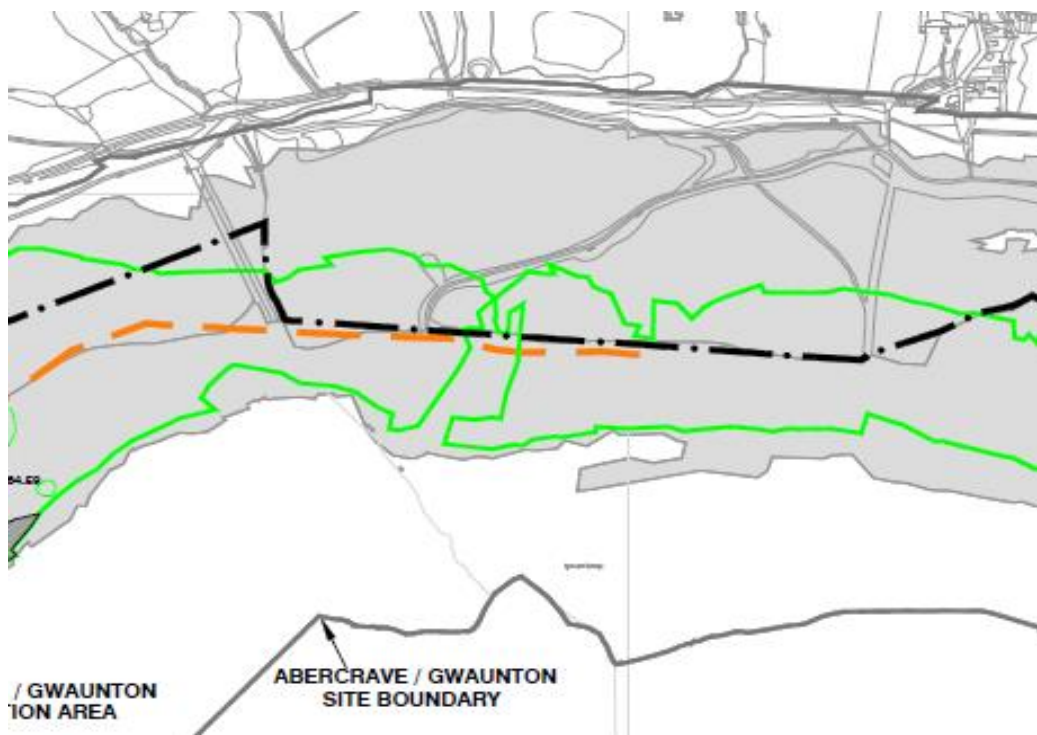 / GWAUNTON
TION AREA
ABERCRAVE / GWAUNTON
SITE BOUNDARY